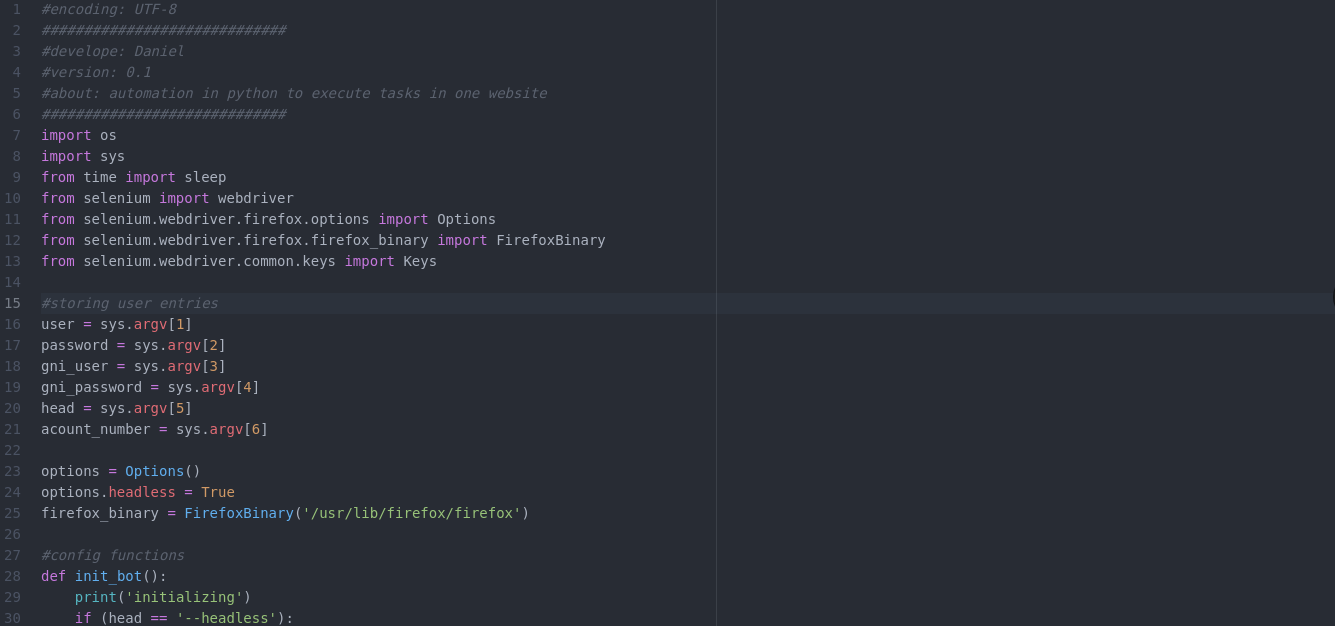 1 #encoding: UTF-8
2 #############################
3 #develope: Daniel
4 #version: 0.1
5 #about: automation in python to execute tasks in one website
6 #############################
7 import os
8 import sys
9 from time import sleep
10 from selenium import webdriver
11 from selenium.webdriver.firefox.options import Options
12 from selenium.webdriver.firefox.firefox_binary import FirefoxBinary
13 from selenium.webdriver.common.keys import Keys
14
15 #storing user entries
16 user = sys.argv[1]
17 password = sys.argv[2]
18 gni_user = sys.argv[3]
19 gni_password = sys.argv[4]
20 head = sys.argv[5]
21 acount_number = sys.argv[6]
22
23 options = Options()
24 options.headless = True
25 firefox_binary = FirefoxBinary('/usr/lib/firefox/firefox')
26
27 #config functions
28 def init_bot():
29     print('initializing')
30     if (head == '--headless'):